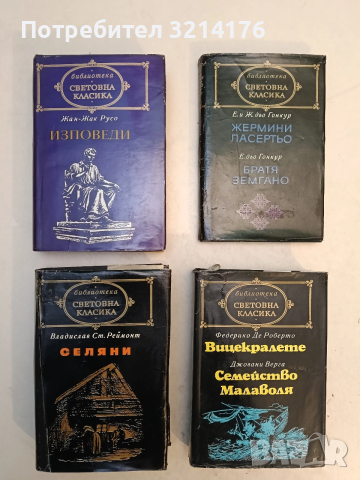 Потребител 3214176
библиотека
СВЕТОВНА
КЛАСИКА
Жан-Жак Русо
ИЗПОВЕДИ
библиотека
СВЕТОВНА
КЛАСИКА
Е. и Ж. дьо Гонкур
ЖЕРМИНИ
ЛАСЕРТЬО
Е. дьо Гонкур
БРАТЯ
ЗЕМГАНО
библиотека
СВЕТОВНА
КЛАСИКА
Владислав Ст. Реймонт
СЕЛЯНИ
библиотека
СВЕТОВНА
КЛАСИКА
Федерико Де Роберто
Вицекралете
Джовани Верга
Семейство
Малаволя
bazar